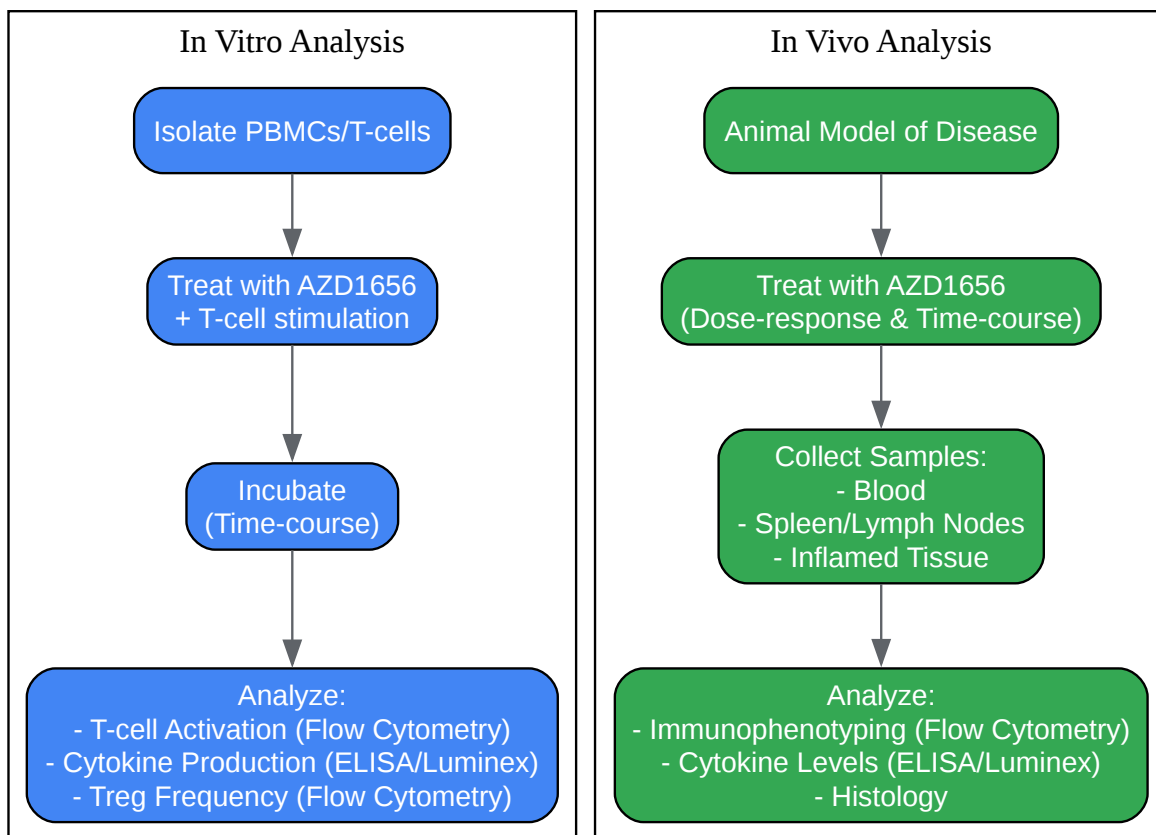 In Vitro Analysis
Isolate PBMCs/T-cells
Treat with AZD1656
+ T-cell stimulation
Incubate
(Time-course)
Analyze:
- T-cell Activation (Flow Cytometry)
- Cytokine Production (ELISA/Luminex)
- Treg Frequency (Flow Cytometry)
In Vivo Analysis
Animal Model of Disease
Treat with AZD1656
(Dose-response & Time-course)
Collect Samples:
- Blood
- Spleen/Lymph Nodes
- Inflamed Tissue
Analyze:
- Immunophenotyping (Flow Cytometry)
- Cytokine Levels (ELISA/Luminex)
- Histology